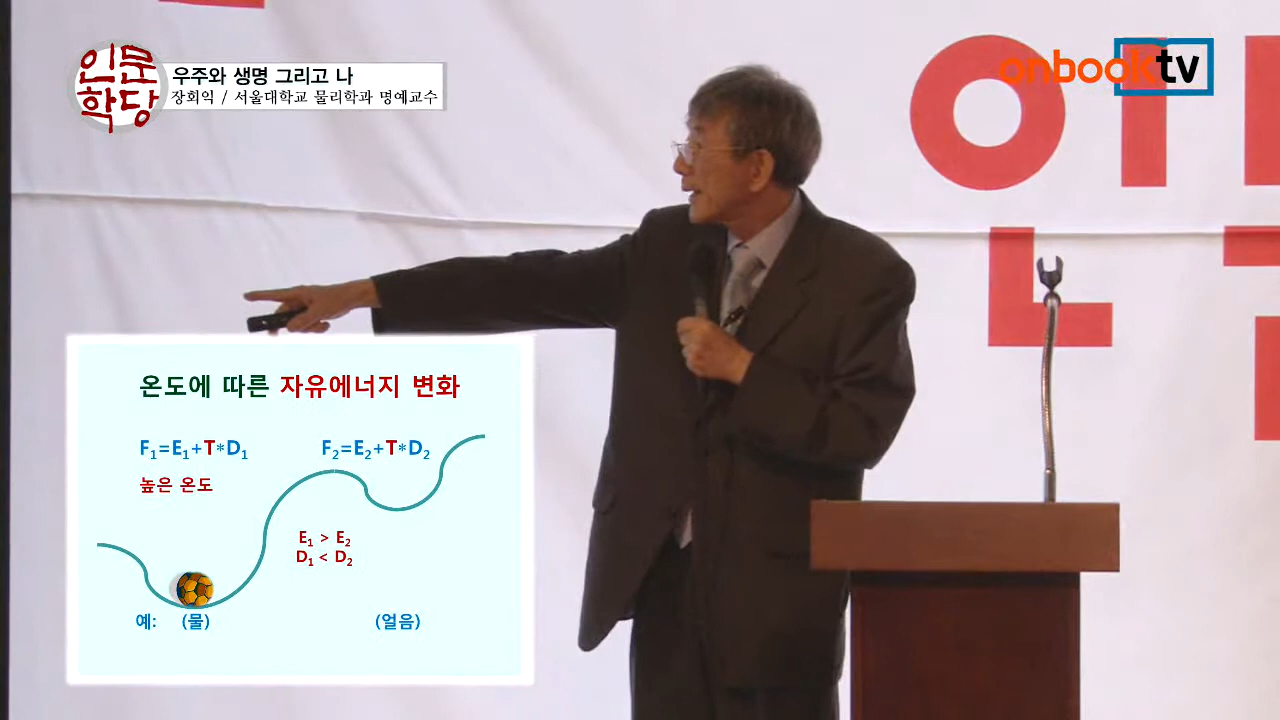 인문
학당
우주와 생명 그리고 나
장회익 / 서울대학교 물리학과 명예교수
onbook tv
온도에 따른 자유에너지 변화
F₁=E₁+T*D₁
F₂=E₂+T*D₂
높은 온도
E₁ > E₂
D₁ < D₂
예: (물)
(얼음)